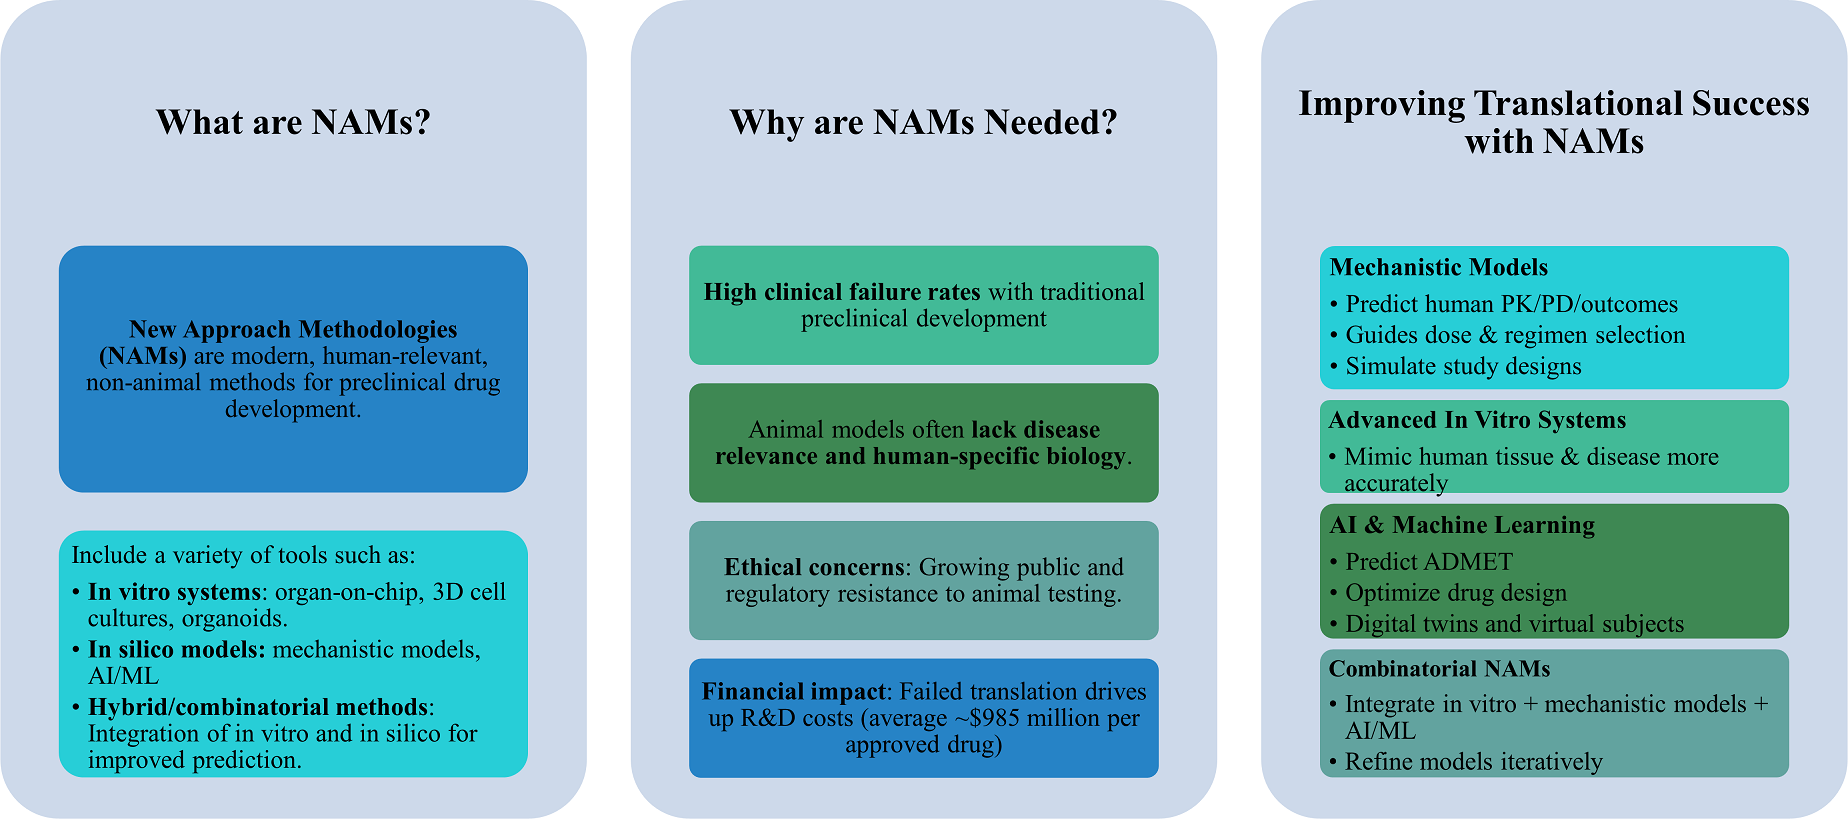 What are NAMs?
New Approach Methodologies
(NAMs) are modern, human-relevant,
non-animal methods for preclinical drug
development.
Include a variety of tools such as:
• In vitro systems: organ-on-chip, 3D cell
cultures, organoids.
• In silico models: mechanistic models,
AI/ML
• Hybrid/combinatorial methods:
Integration of in vitro and in silico for
improved prediction.
Why are NAMs Needed?
High clinical failure rates with traditional
preclinical development
Animal models often lack disease
relevance and human-specific biology.
Ethical concerns: Growing public and
regulatory resistance to animal testing.
Financial impact: Failed translation drives
up R&D costs (average ~$985 million per
approved drug)
Improving Translational Success
with NAMs
Mechanistic Models
• Predict human PK/PD/outcomes
• Guides dose & regimen selection
• Simulate study designs
Advanced In Vitro Systems
• Mimic human tissue & disease more
accurately
AI & Machine Learning
• Predict ADMET
• Optimize drug design
• Digital twins and virtual subjects
Combinatorial NAMs
• Integrate in vitro + mechanistic models +
AI/ML
• Refine models iteratively